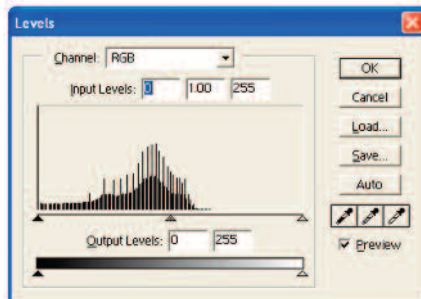 Levels
Channel: RGB
OK
Input Levels: 0 1.00 255
Cancel
Load...
Save...
Auto
Output Levels: 0 255
Preview